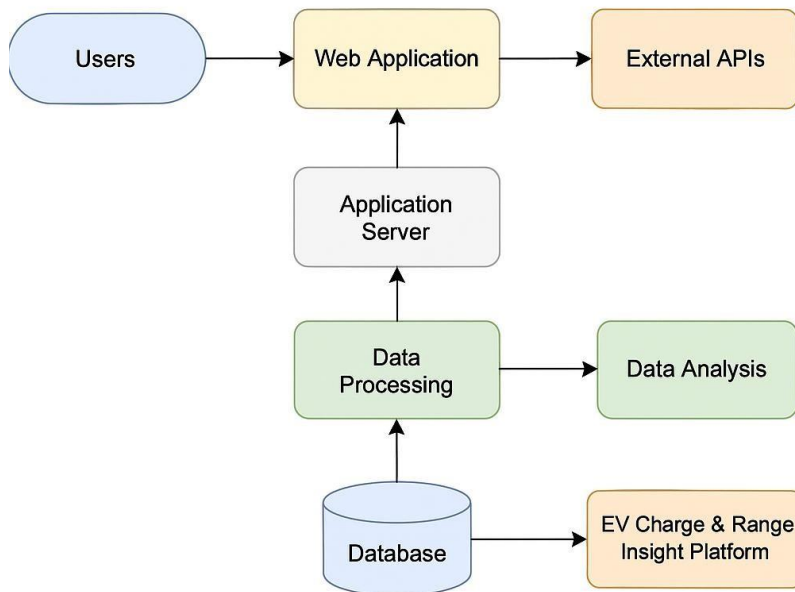 Users
Web Application
External APIs
Application
Server
Data
Processing
Data Analysis
Database
EV Charge & Range
Insight Platform